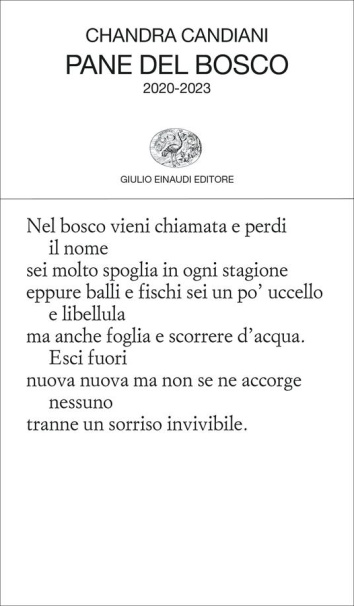 CHANDRA CANDIANI
PANE DEL BOSCO
2020-2023
GIULIO EINAUDI EDITORE
Nel bosco vieni chiamata e perdi
il nome
sei molto spoglia in ogni stagione
eppure balli e fischi sei un po’ uccello
e libellula
ma anche foglia e scorrere d’acqua.
Esci fuori
nuova nuova ma non se ne accorge
nessuno
tranne un sorriso invivibile.